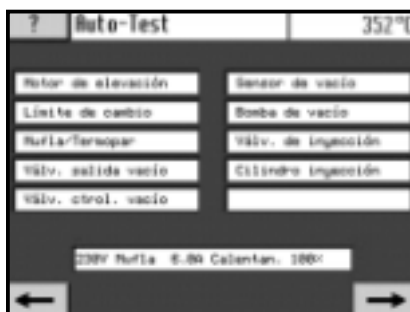 ? Auto-Test 352°C
Motor de elevación
Límite de cambio
Mufla/Termopar
Válv. salida vacío
Válv. ctrol. vacío
Sensor de vacío
Bomba de vacío
Válv. de inyección
Cilindro inyección
230V Mufla 6.0A Calentan. 100%